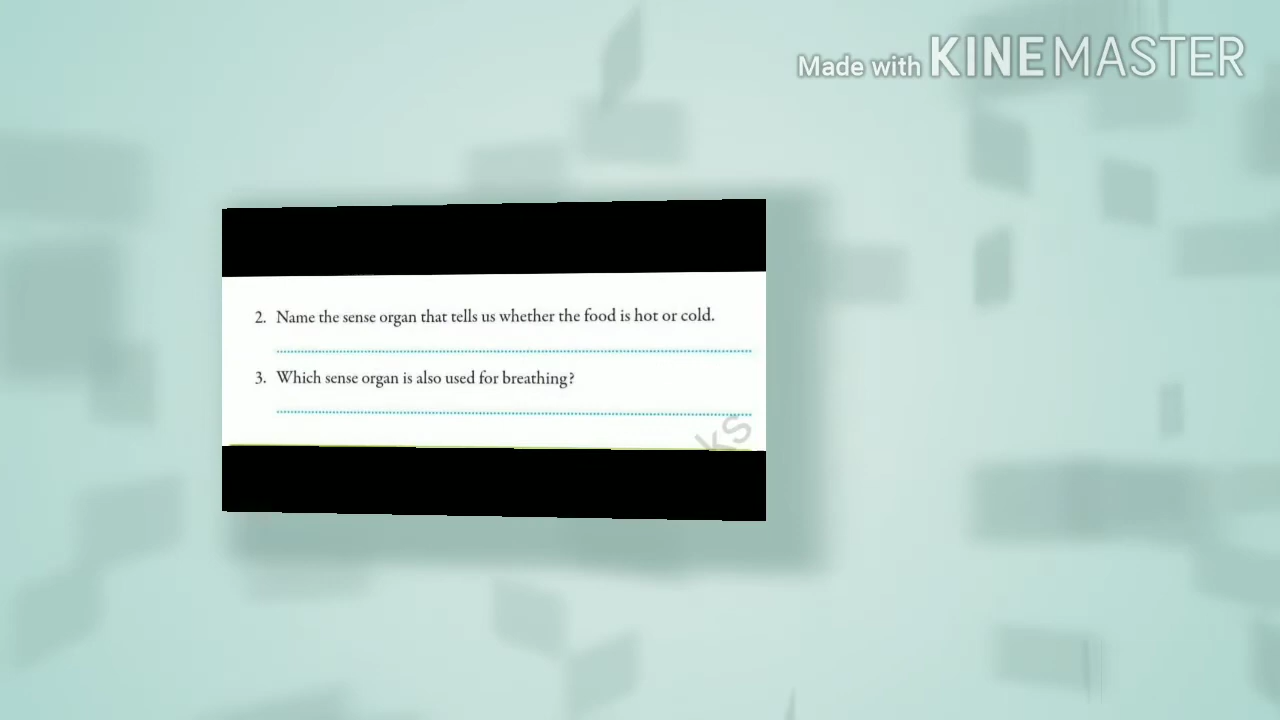 Made with KINEMASTER
2. Name the sense organ that tells us whether the food is hot or cold.
3. Which sense organ is also used for breathing?
ks